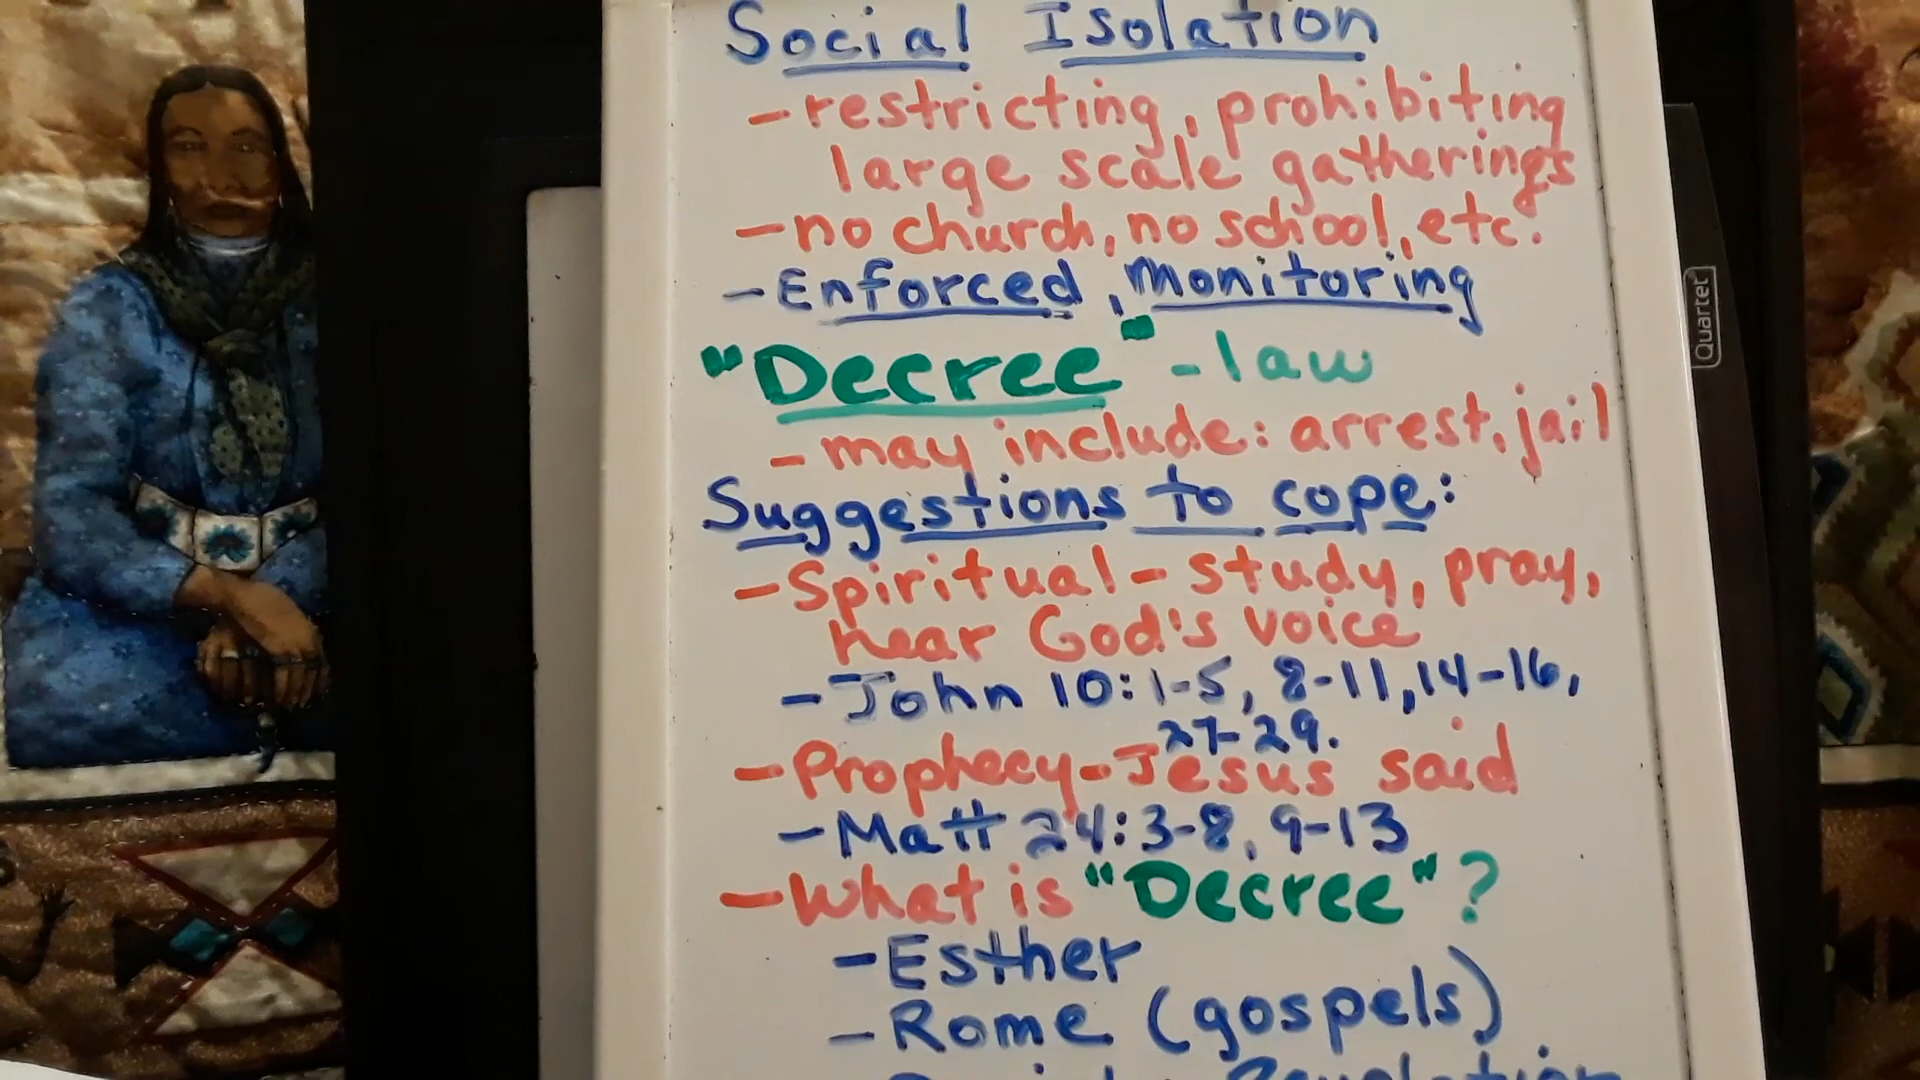 Social Isolation
- restricting, prohibiting
large scale gatherings
- no church, no school, etc.
- Enforced, monitoring
"Decree" - law
- may include: arrest, jail
Suggestions to cope:
- Spiritual - study, pray,
hear God's voice
- John 10:1-5, 8-11, 14-16,
27-29.
- Prophecy - Jesus said
- Matt 24:3-8, 9-13
- What is "Decree"?
- Esther
- Rome (gospels)
Revelation
Quartet